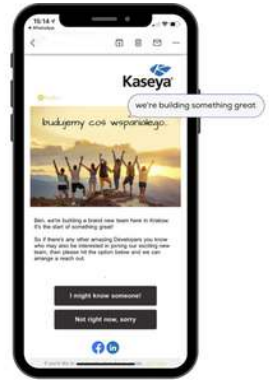 15:14
WhatsApp
Kaseya
we're building something great
budujemy coś wspaniałego.
Ben, we're building a brand new team here in Krakow.
It's the start of something great!
So if there's any other amazing Developers you know
who may also be interested in joining our exciting new
team, then please hit the option below and we can
arrange a reach out.
I might know someone!
Not right now, sorry
in